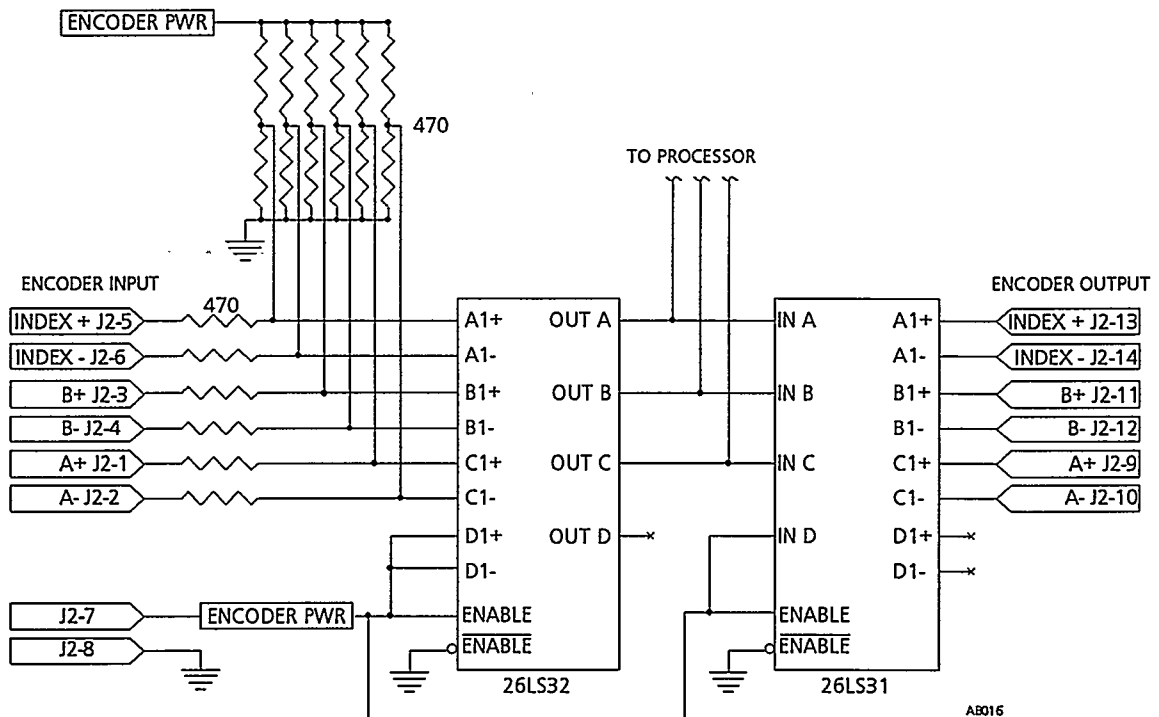 ENCODER PWR
470
TO PROCESSOR
ENCODER INPUT
ENCODER OUTPUT
470
INDEX + J2-5
A1+
OUT A
IN A
A1+
INDEX + J2-13
INDEX - J2-6
A1-
A1-
INDEX - J2-14
B+ J2-3
B1+
OUT B
IN B
B1+
B+ J2-11
B- J2-4
B1-
B1-
B- J2-12
A+ J2-1
C1+
OUT C
IN C
C1+
A+ J2-9
A- J2-2
C1-
C1-
A- J2-10
D1+
OUT D
IN D
D1+
D1-
D1-
J2-7
ENCODER PWR
ENABLE
ENABLE
J2-8
ENABLE
ENABLE
26LS32
26LS31
AB016